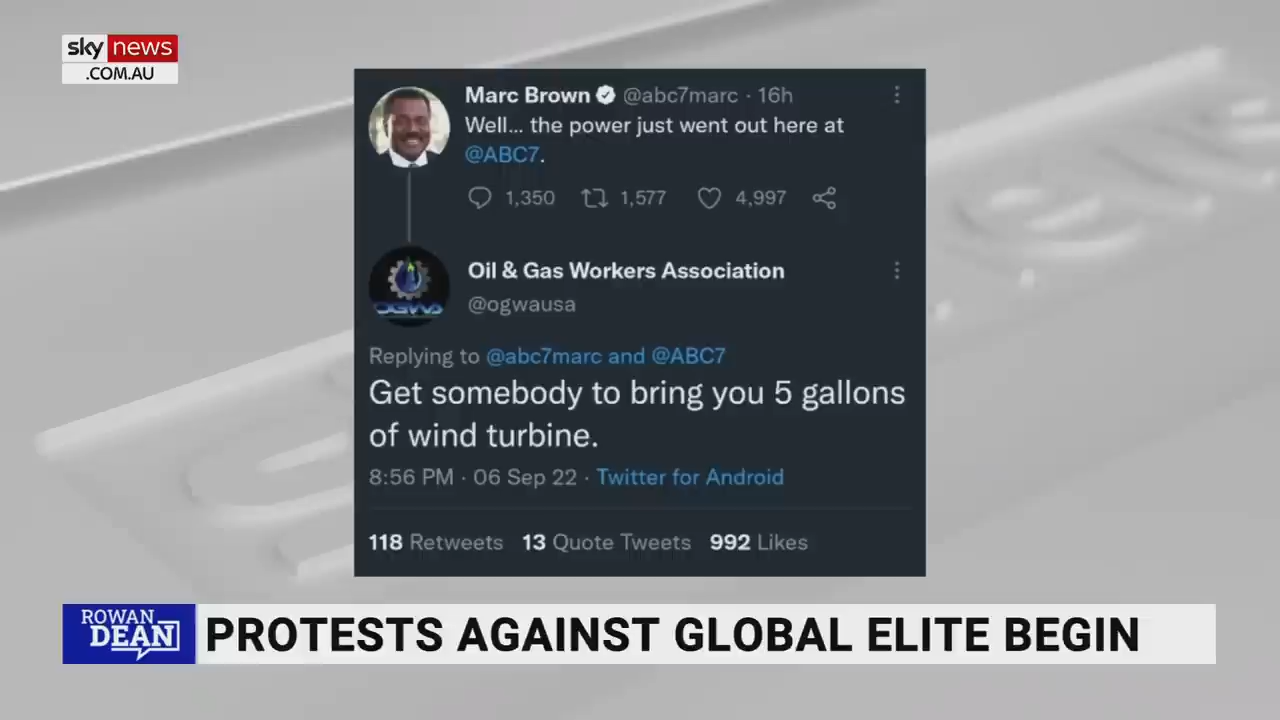 sky news
.COM.AU
Marc Brown @abc7marc · 16h
Well... the power just went out here at
@ABC7.
1,350 1,577 4,997
Oil & Gas Workers Association
@ogwausa
OGWA
Replying to @abc7marc and @ABC7
Get somebody to bring you 5 gallons
of wind turbine.
8:56 PM · 06 Sep 22 · Twitter for Android
118 Retweets 13 Quote Tweets 992 Likes
ROWAN
DEAN
PROTESTS AGAINST GLOBAL ELITE BEGIN